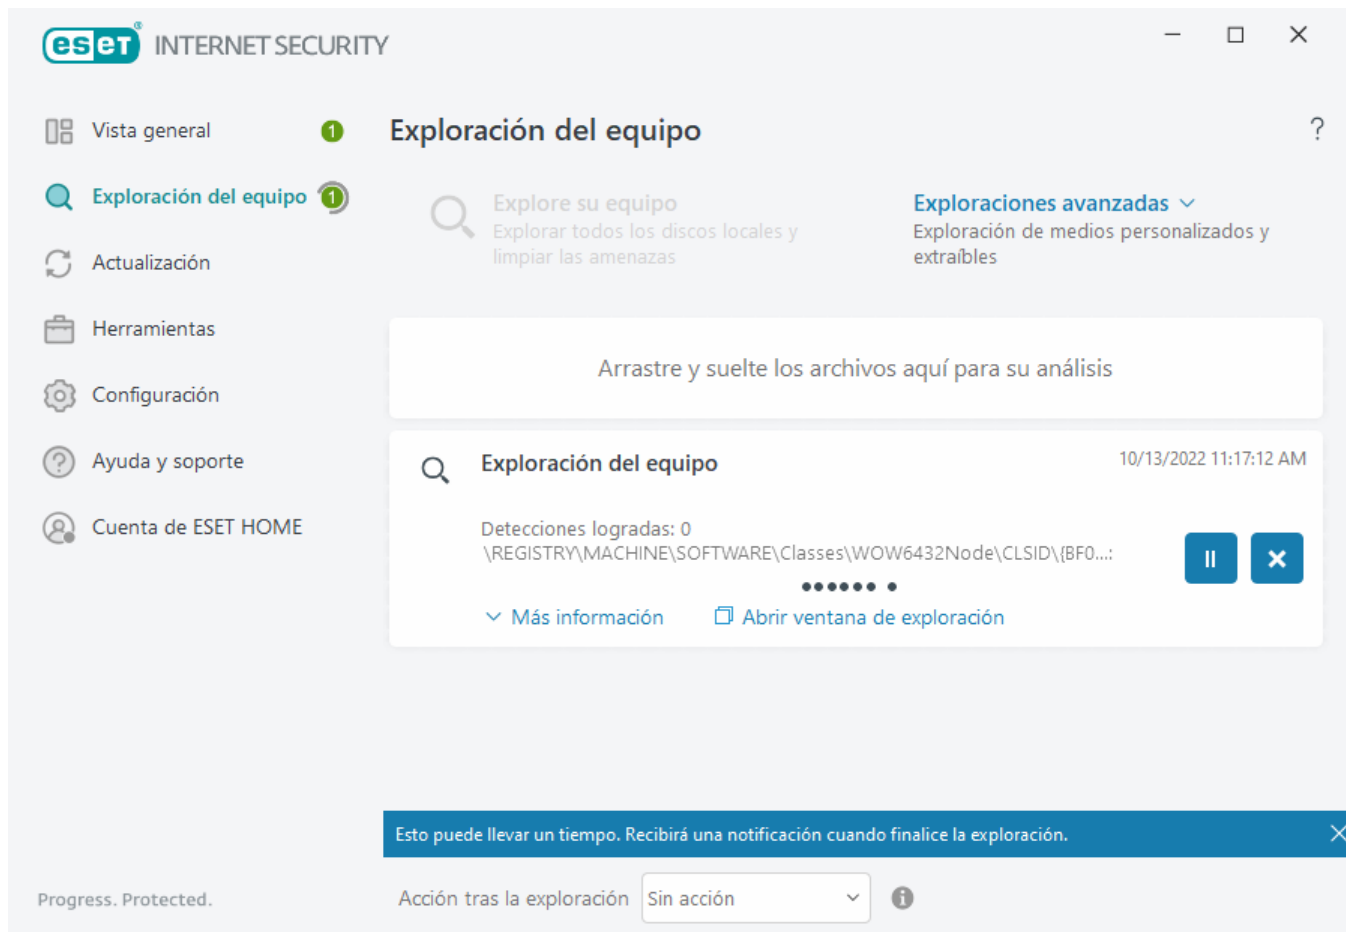 eset® INTERNET SECURITY
Vista general 1
Exploración del equipo 1
Actualización
Herramientas
Configuración
Ayuda y soporte
Cuenta de ESET HOME
Progress. Protected.
Exploración del equipo ?
Explore su equipo
Explorar todos los discos locales y
limpiar las amenazas
Exploraciones avanzadas
Exploración de medios personalizados y
extraíbles
Arrastre y suelte los archivos aquí para su análisis
Exploración del equipo 10/13/2022 11:17:12 AM
Detecciones logradas: 0
\REGISTRY\MACHINE\SOFTWARE\Classes\WOW6432Node\CLSID\{BF0...:
Más información Abrir ventana de exploración
Esto puede llevar un tiempo. Recibirá una notificación cuando finalice la exploración.
Acción tras la exploración Sin acción